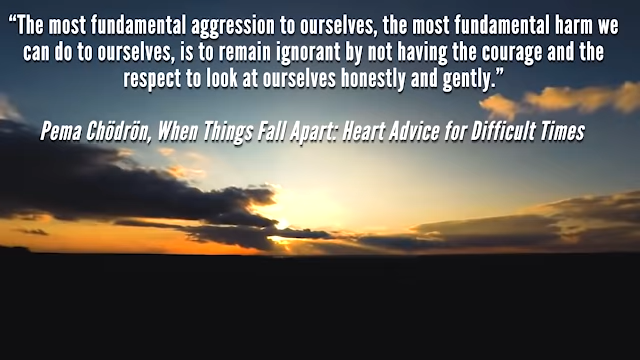 “The most fundamental aggression to ourselves, the most fundamental harm we
can do to ourselves, is to remain ignorant by not having the courage and the
respect to look at ourselves honestly and gently.”
Pema Chödrön, When Things Fall Apart: Heart Advice for Difficult Times